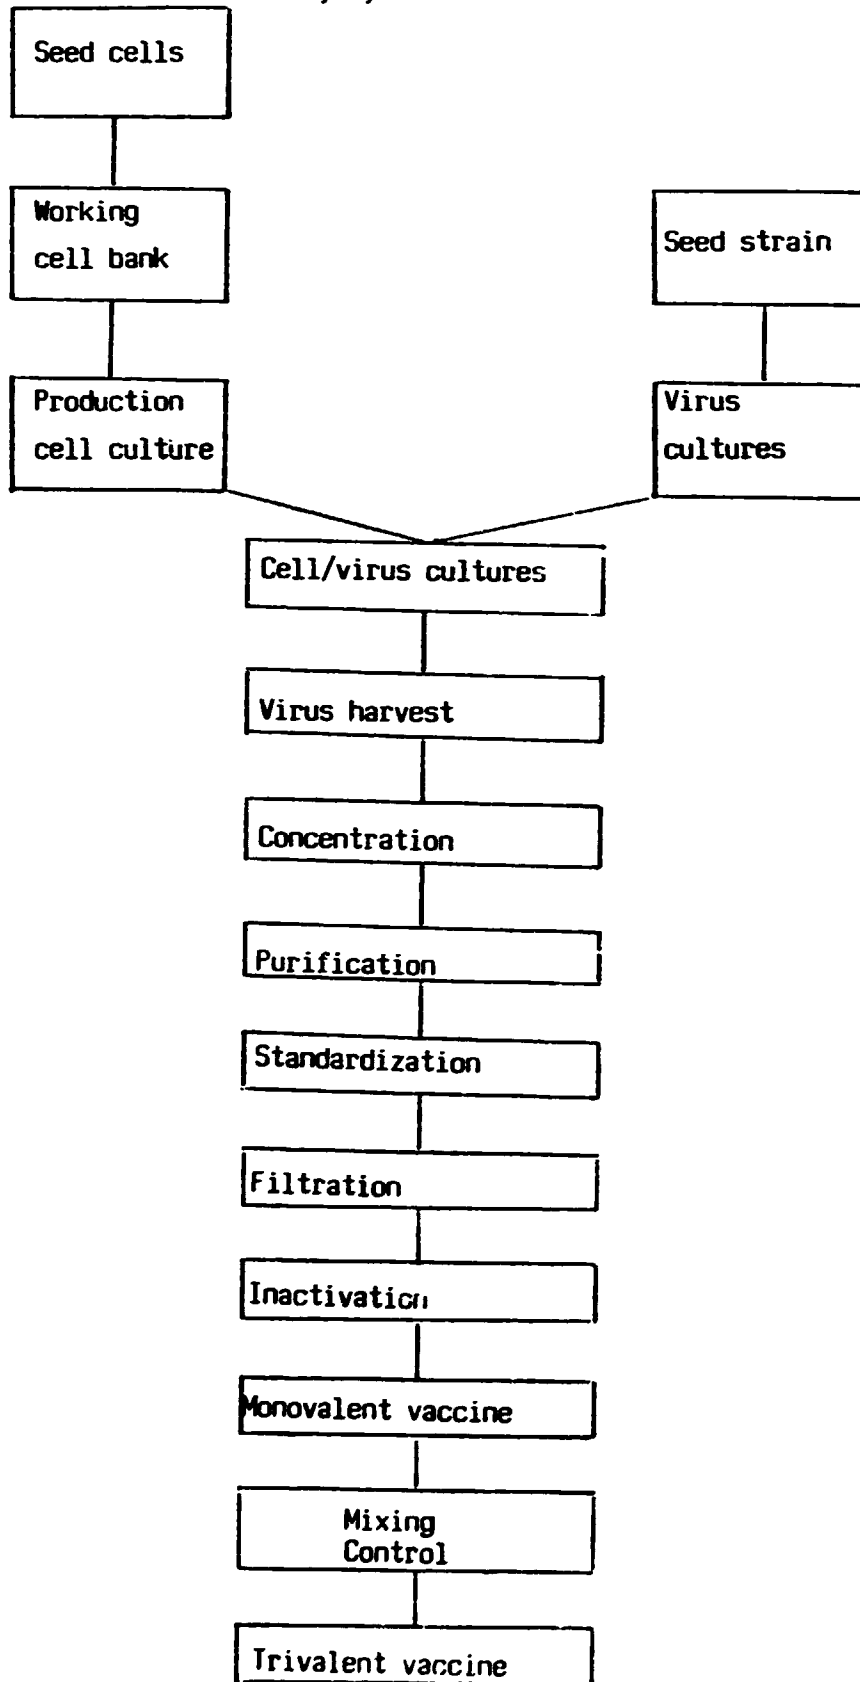 Seed cells
Working
cell bank
Seed strain
Production
cell culture
Virus
cultures
Cell/virus cultures
Virus harvest
Concentration
Purification
Standardization
Filtration
Inactivation
Monovalent vaccine
Mixing
Control
Trivalent vaccine